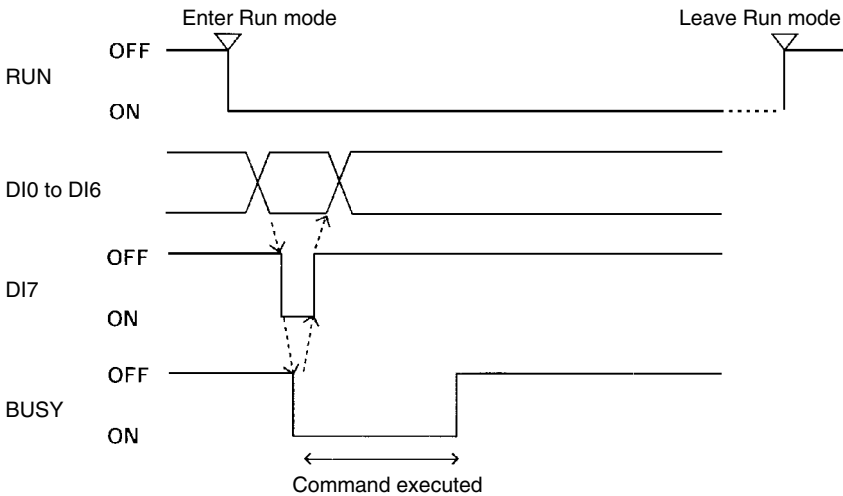 Enter Run mode
Leave Run mode
RUN
OFF
ON
DI0 to DI6
DI7
OFF
ON
BUSY
OFF
ON
Command executed